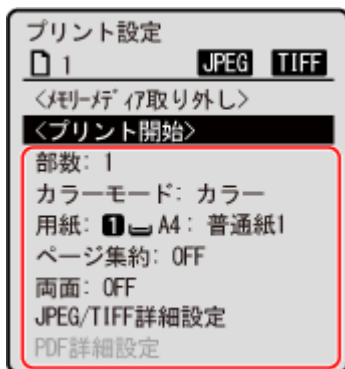 プリント設定
1 JPEG TIFF
<メモリーメディア取り外し>
<プリント開始>
部数: 1
カラーモード: カラー
用紙: 1 A4: 普通紙1
ページ集約: OFF
両面: OFF
JPEG/TIFF詳細設定
PDF詳細設定